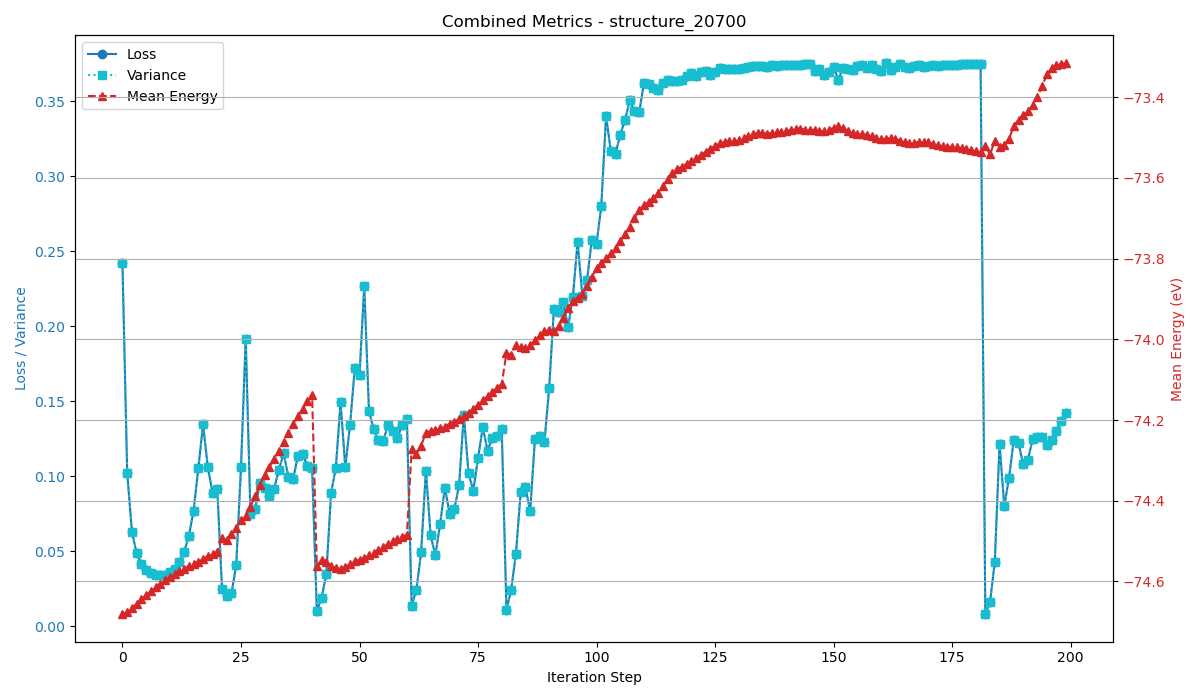 Combined Metrics - structure_20700
Loss
Variance
Mean Energy
Loss / Variance
0.35
0.30
0.25
0.20
0.15
0.10
0.05
0.00
−73.4
−73.6
−73.8
−74.0
−74.2
−74.4
−74.6
Mean Energy (eV)
0 25 50 75 100 125 150 175 200
Iteration Step